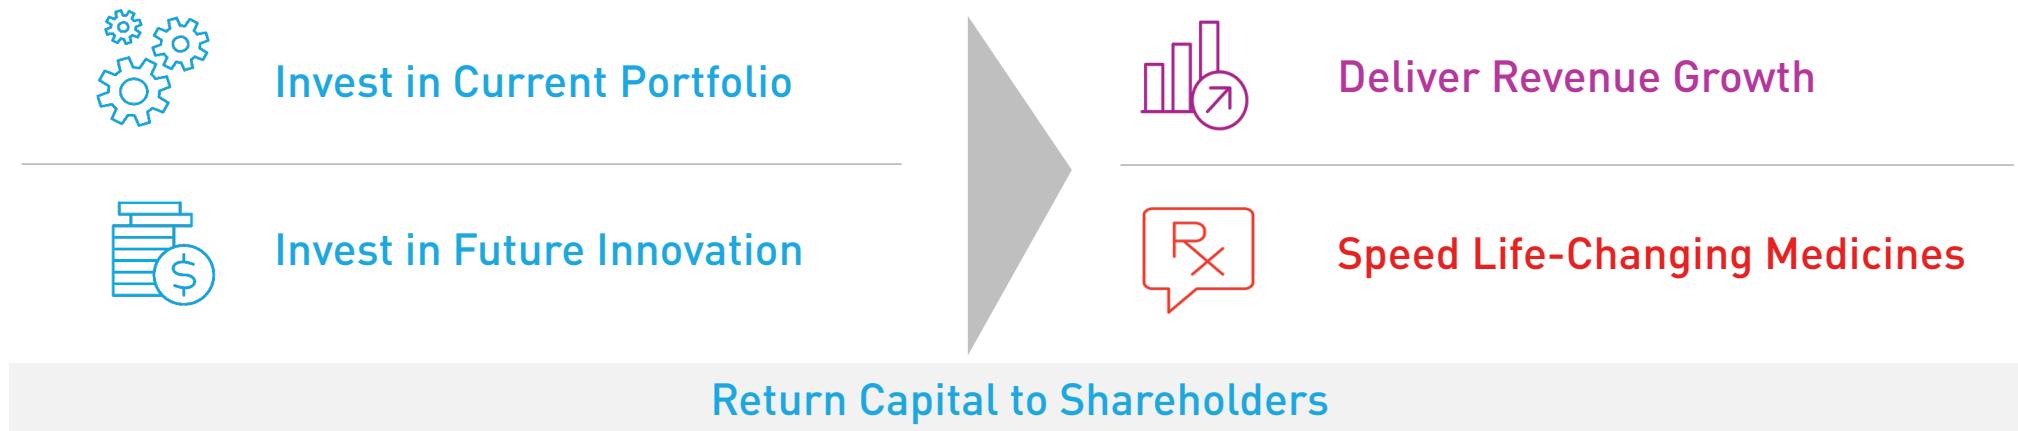 Invest in Current Portfolio
Invest in Future Innovation
Deliver Revenue Growth
Rx
Speed Life-Changing Medicines
$
Return Capital to Shareholders